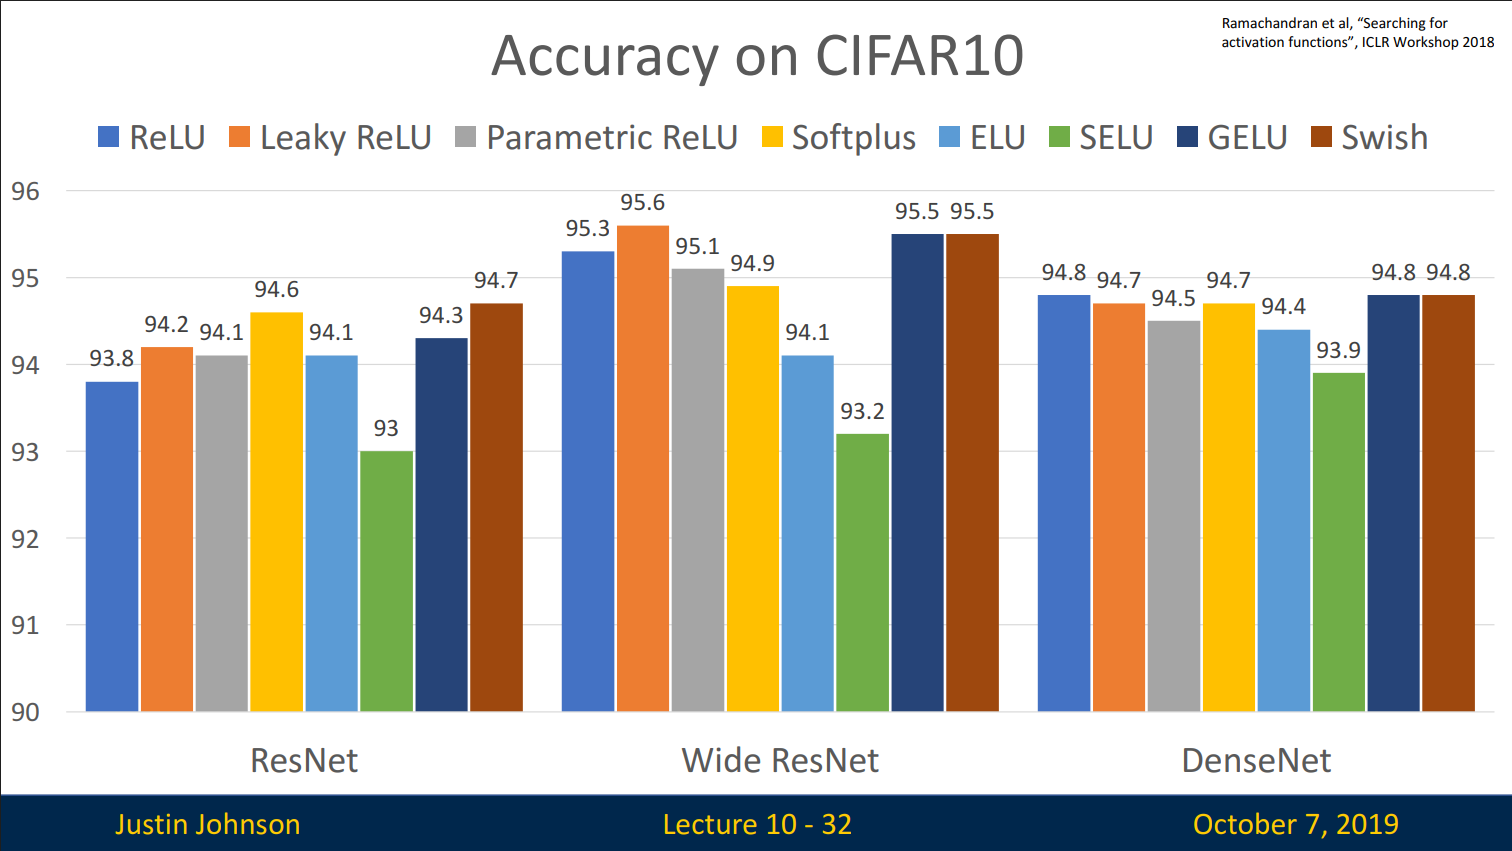 Ramachandran et al, “Searching for
activation functions”, ICLR Workshop 2018
Accuracy on CIFAR10
ReLU Leaky ReLU Parametric ReLU Softplus ELU SELU GELU Swish
96
95
94
93
92
91
90
93.8 94.2 94.1 94.6 94.1 93 94.3 94.7
95.3 95.6 95.1 94.9 94.1 93.2 95.5 95.5
94.8 94.7 94.5 94.7 94.4 93.9 94.8 94.8
ResNet Wide ResNet DenseNet
Justin Johnson Lecture 10 - 32 October 7, 2019